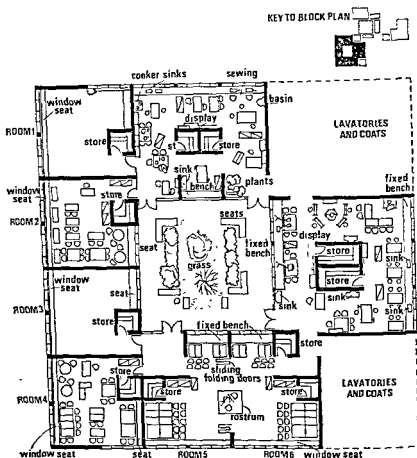 KEY TO BLOCK PLAN
cooker sinks
sewing
window seat
display
basin
LAVATORIES
AND COATS
ROOM1
store
st
store
sink
bench
plants
fixed
bench
window
seat
ROOM2
store
seat
seats
grass
fixed
bench
display
store
sink
store
sink
sink
window
seat
seat
ROOM3
store
fixed bench
store
sliding
folding doors
store
store
store
rostrum
LAVATORIES
AND COATS
ROOM4
window seat
seat
ROOM5
ROOM6
window seat